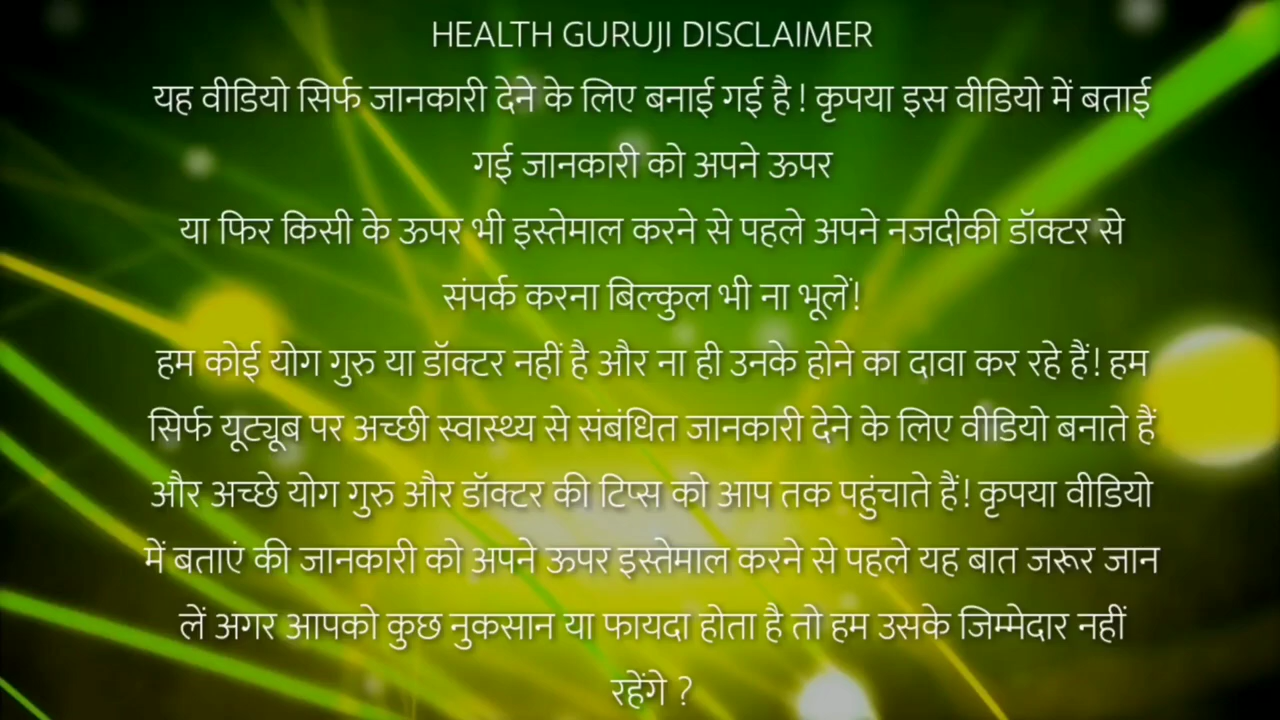 HEALTH GURUJI DISCLAIMER
यह वीडियो सिर्फ जानकारी देने के लिए बनाई गई है ! कृपया इस वीडियो में बताई
गई जानकारी को अपने ऊपर
या फिर किसी के ऊपर भी इस्तेमाल करने से पहले अपने नजदीकी डॉक्टर से
संपर्क करना बिल्कुल भी ना भूलें!
हम कोई योग गुरु या डॉक्टर नहीं है और ना ही उनके होने का दावा कर रहे हैं! हम
सिर्फ यूट्यूब पर अच्छी स्वास्थ्य से संबंधित जानकारी देने के लिए वीडियो बनाते हैं
और अच्छे योग गुरु और डॉक्टर की टिप्स को आप तक पहुंचाते हैं! कृपया वीडियो
में बताएं की जानकारी को अपने ऊपर इस्तेमाल करने से पहले यह बात जरूर जान
लें अगर आपको कुछ नुकसान या फायदा होता है तो हम उसके जिम्मेदार नहीं
रहेंगे ?